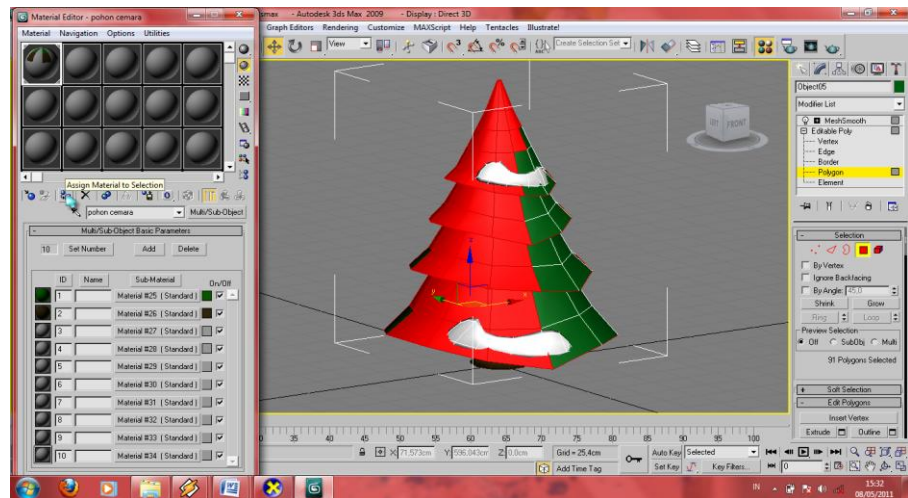 Material Editor - pohon cemara
smax - Autodesk 3ds Max 2009 - Display : Direct 3D
Material Navigation Options Utilities
Graph Editors Rendering Customize MAXScript Help Tentacles Illustrate!
View
Create Selection Set
Object05
Modifier List
MeshSmooth
Editable Poly
Vertex
Edge
Border
Polygon
Element
FRONT
Assign Material to Selection
pohon cemara
Multi/Sub-Object
Multi/Sub-Object Basic Parameters
10 Set Number Add Delete
ID Name Sub-Material On/Off
1 Material #25 ( Standard )
2 Material #26 ( Standard )
3 Material #27 ( Standard )
4 Material #28 ( Standard )
5 Material #29 ( Standard )
6 Material #30 ( Standard )
7 Material #31 ( Standard )
8 Material #32 ( Standard )
9 Material #33 ( Standard )
10 Material #34 ( Standard )
z
y
x
Selection
By Vertex
Ignore Backfacing
By Angle: 45,0
Shrink Grow
Ring Loop
Preview Selection
Off SubObj Multi
91 Polygons Selected
Soft Selection
Edit Polygons
Insert Vertex
Extrude Outline
30 35 40 45 50 55 60 65 70 75 80 85 90 95 100
X: 71,573cm Y: 596,043cm Z: 0,0cm Grid = 25,4cm
Add Time Tag
Auto Key Selected
Set Key Key Filters...
0
IN
15:32
08/05/2011